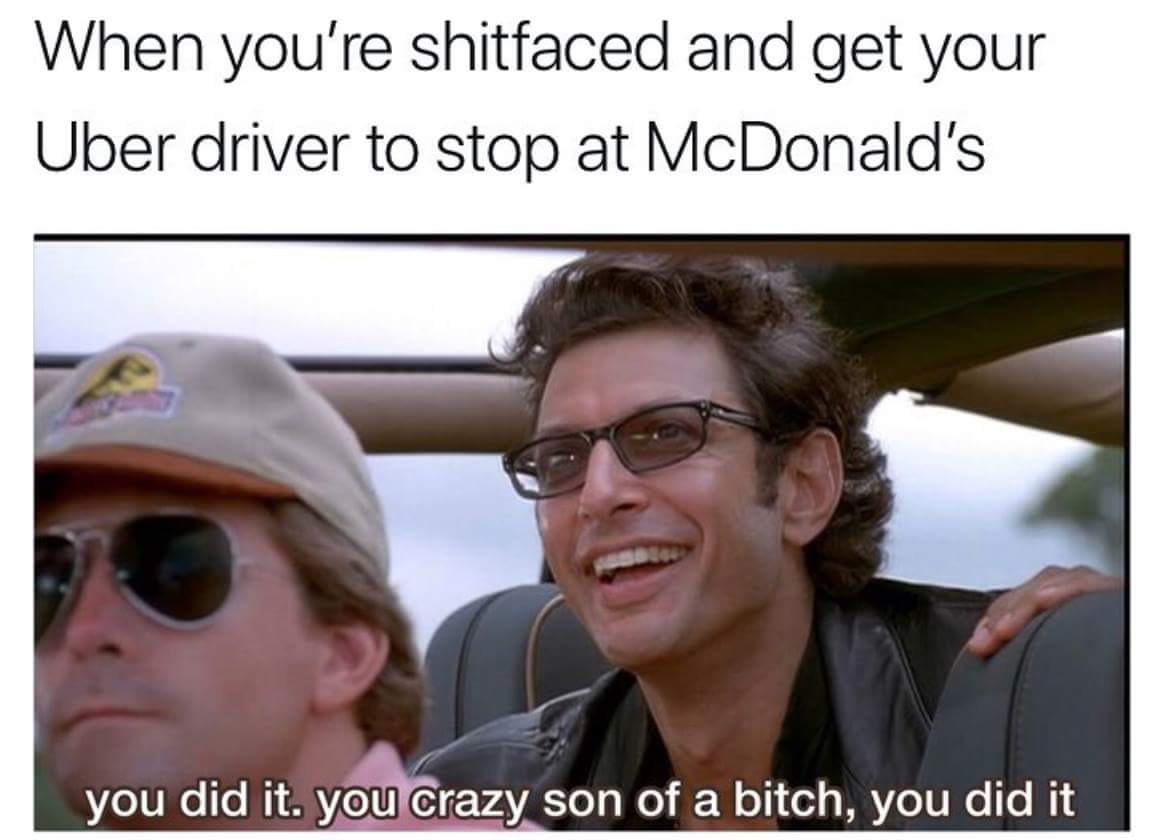 When you’re shitfaced and get your
Uber driver to stop at McDonald’s
you did it. you crazy son of a bitch, you did it